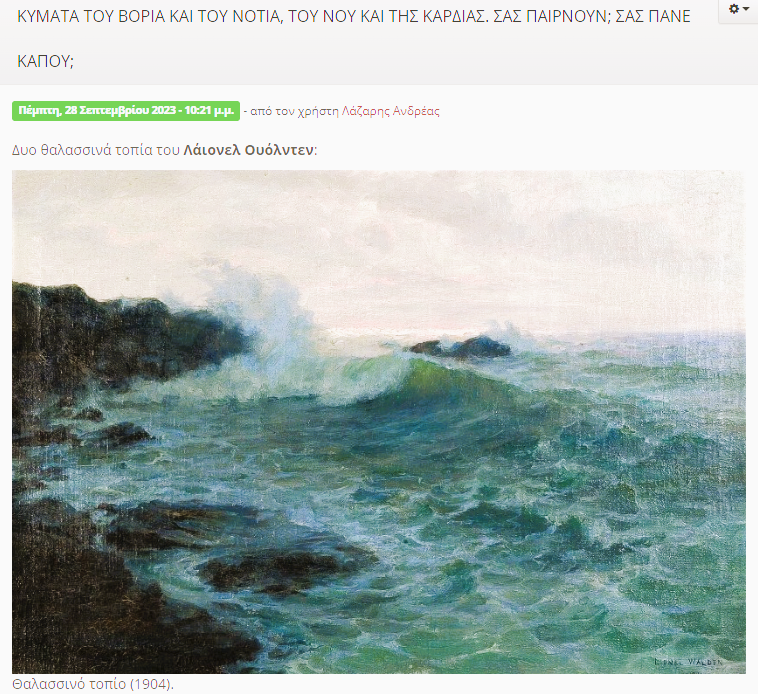 ΚΥΜΑΤΑ ΤΟΥ ΒΟΡΙΑ ΚΑΙ ΤΟΥ ΝΟΤΙΑ, ΤΟΥ ΝΟΥ ΚΑΙ ΤΗΣ ΚΑΡΔΙΑΣ. ΣΑΣ ΠΑΙΡΝΟΥΝ; ΣΑΣ ΠΑΝΕ
ΚΑΠΟΥ;
Πέμπτη, 28 Σεπτεμβρίου 2023 - 10:21 μ.μ. - από τον χρήστη Λάζαρης Ανδρέας
Δυο θαλασσινά τοπία του Λάιονελ Ουόλντεν:
LIONEL WALDEN
Θαλασσινό τοπίο (1904).